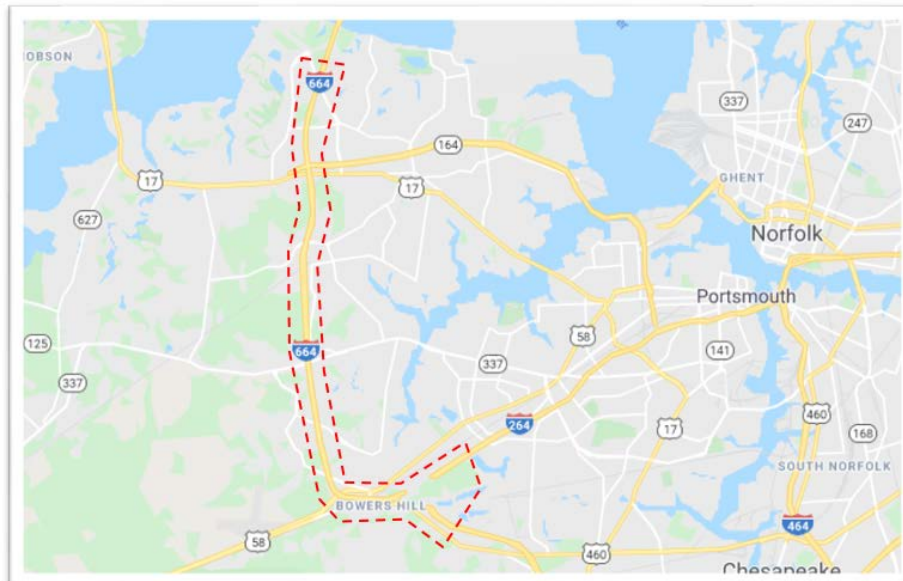 OBSON
664
337
247
164
17
17
GHENT
627
Norfolk
Portsmouth
58
125
664
337
141
337
264
17
460
168
SOUTH NORFOLK
BOWERS HILL
58
460
464
Chesapeake